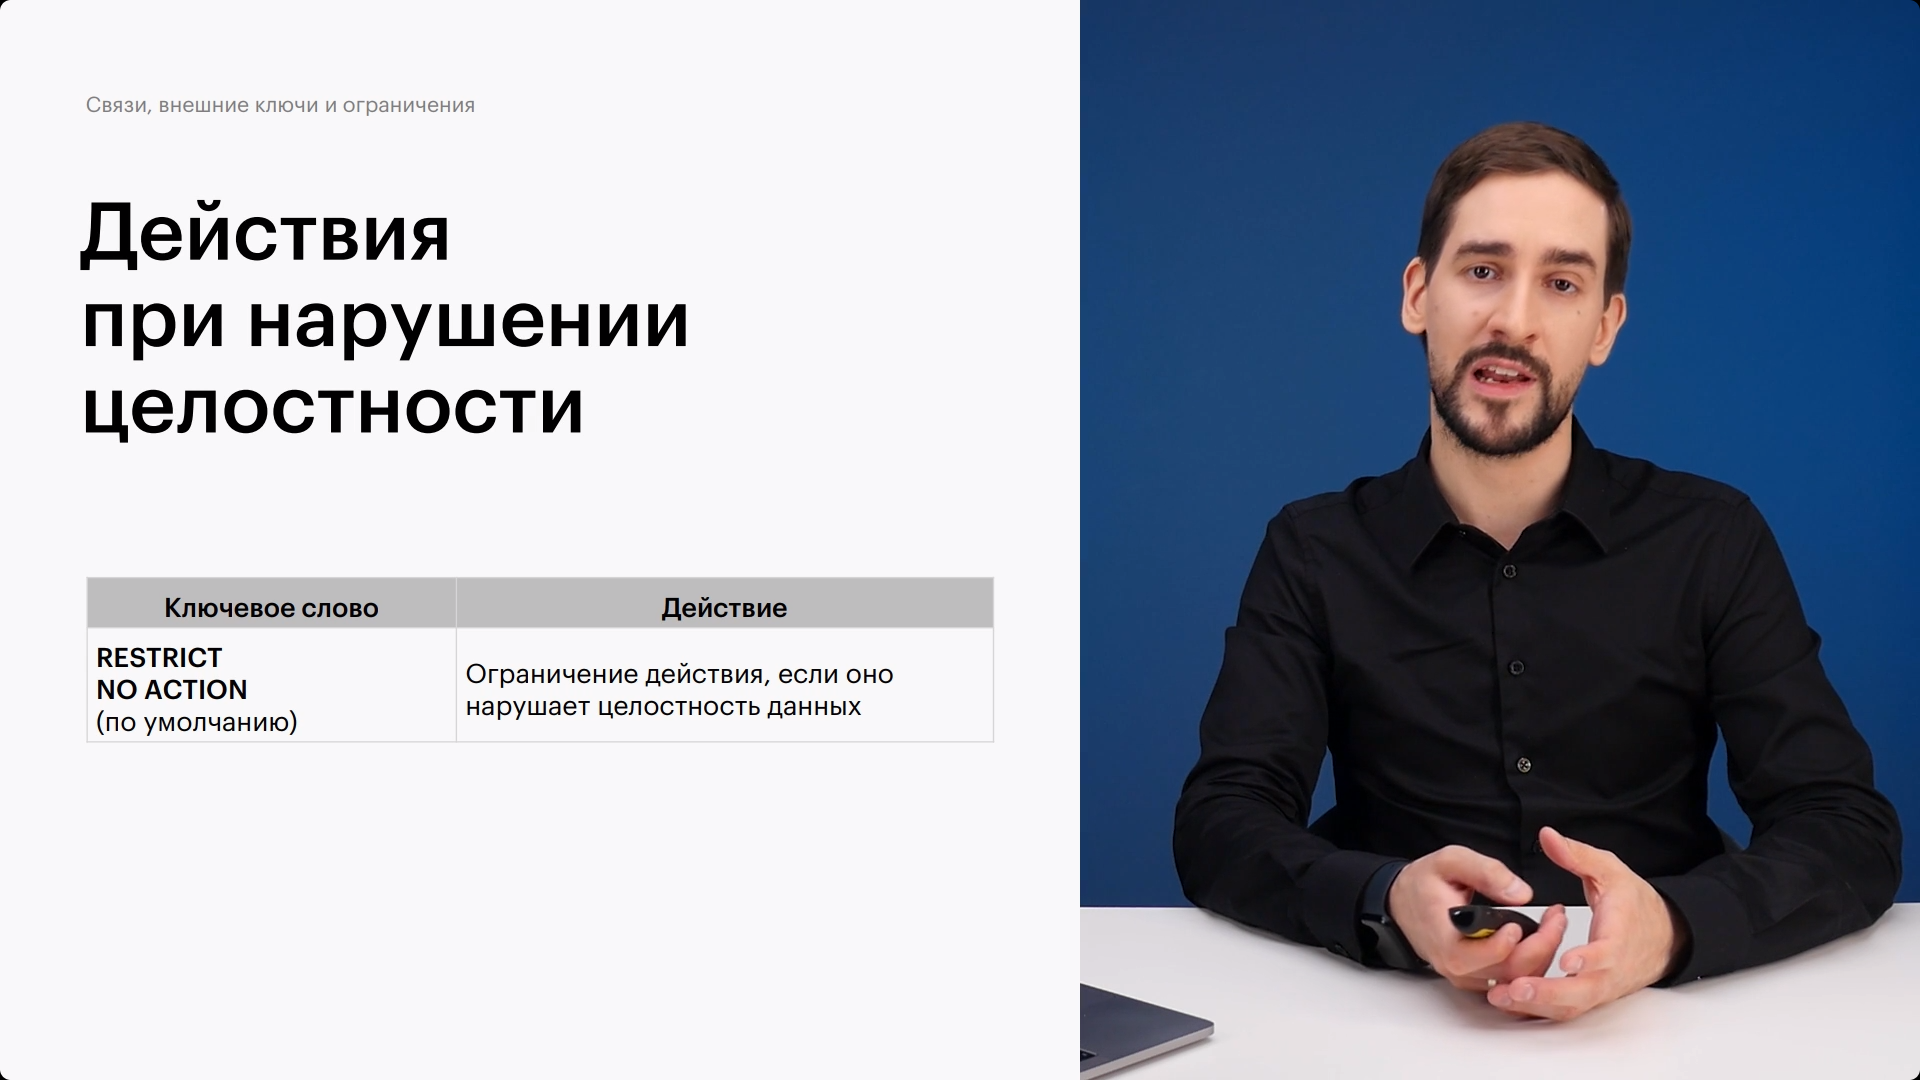 Связи, внешние ключи и ограничения
Действия
при нарушении
целостности
Ключевое слово
Действие
RESTRICT
NO ACTION
(по умолчанию)
Ограничение действия, если оно
нарушает целостность данных